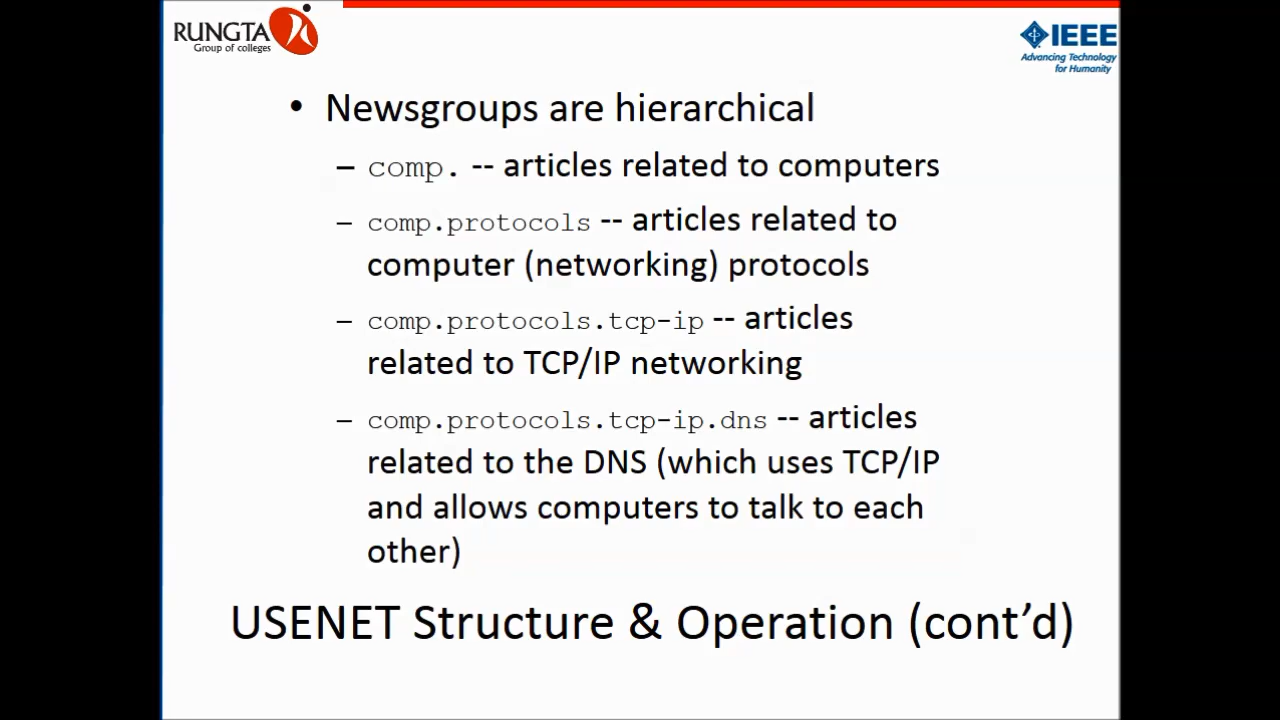 RUNGTA
Group of colleges
IEEE
Advancing Technology
for Humanity
• Newsgroups are hierarchical
– comp. -- articles related to computers
– comp.protocols -- articles related to
computer (networking) protocols
– comp.protocols.tcp-ip -- articles
related to TCP/IP networking
– comp.protocols.tcp-ip.dns -- articles
related to the DNS (which uses TCP/IP
and allows computers to talk to each
other)
USENET Structure & Operation (cont’d)